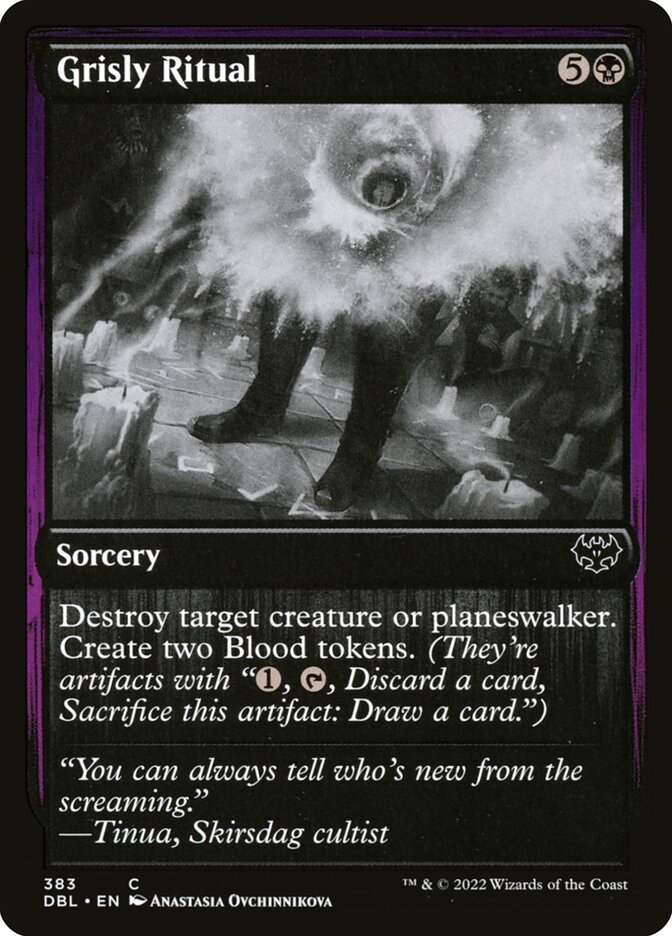 Grisly Ritual 5
Sorcery
Destroy target creature or planeswalker.
Create two Blood tokens. (They're
artifacts with “1, , Discard a card,
Sacrifice this artifact: Draw a card.”)
“You can always tell who's new from the
screaming.”
—Tinua, Skirsdag cultist
383 C ™ & © 2022 Wizards of the Coast
DBL • EN Anastasia Ovchinnikova